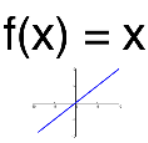 f(x) = x